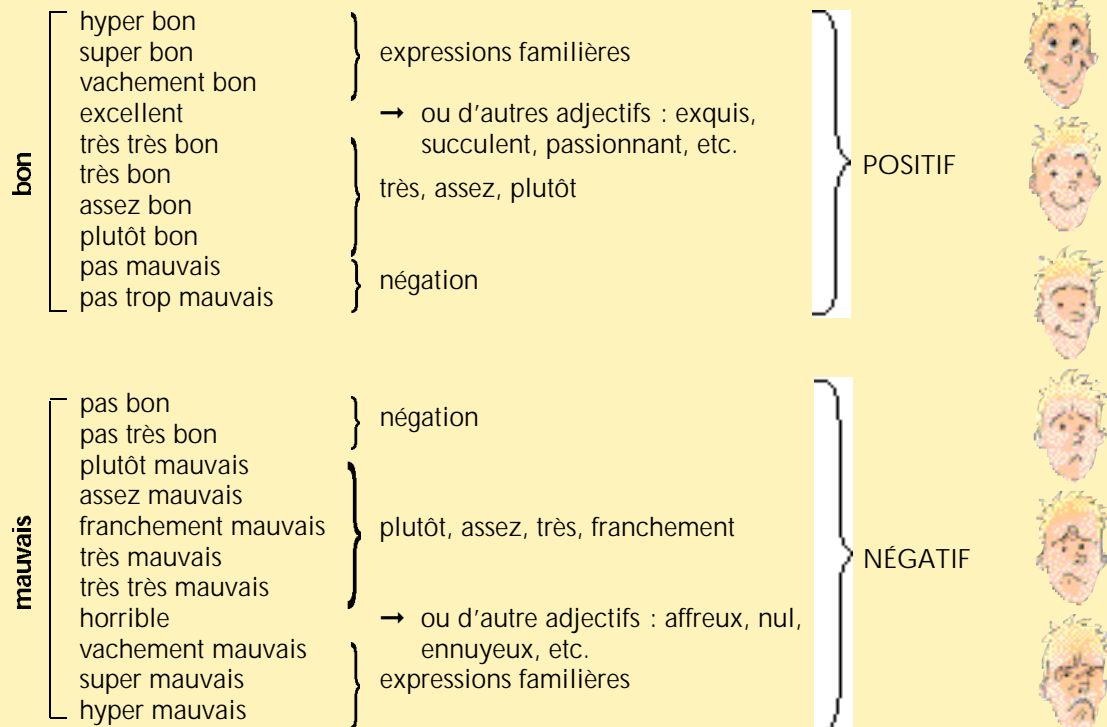 bon
hyper bon
super bon
vachement bon
expressions familières
excellent
→ ou d'autres adjectifs : exquis,
succulent, passionnant, etc.
très très bon
très bon
assez bon
plutôt bon
très, assez, plutôt
pas mauvais
pas trop mauvais
négation
POSITIF
mauvais
pas bon
pas très bon
négation
plutôt mauvais
assez mauvais
franchement mauvais
très mauvais
très très mauvais
plutôt, assez, très, franchement
horrible
→ ou d'autre adjectifs : affreux, nul,
ennuyeux, etc.
vachement mauvais
super mauvais
hyper mauvais
expressions familières
NÉGATIF